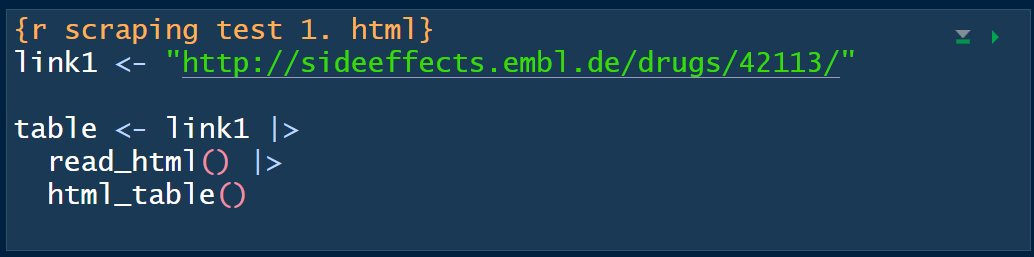 {r scraping test 1. html}
link1 <- "http://sideeffects.embl.de/drugs/42113/"
table <- link1 |>
read_html() |>
html_table()